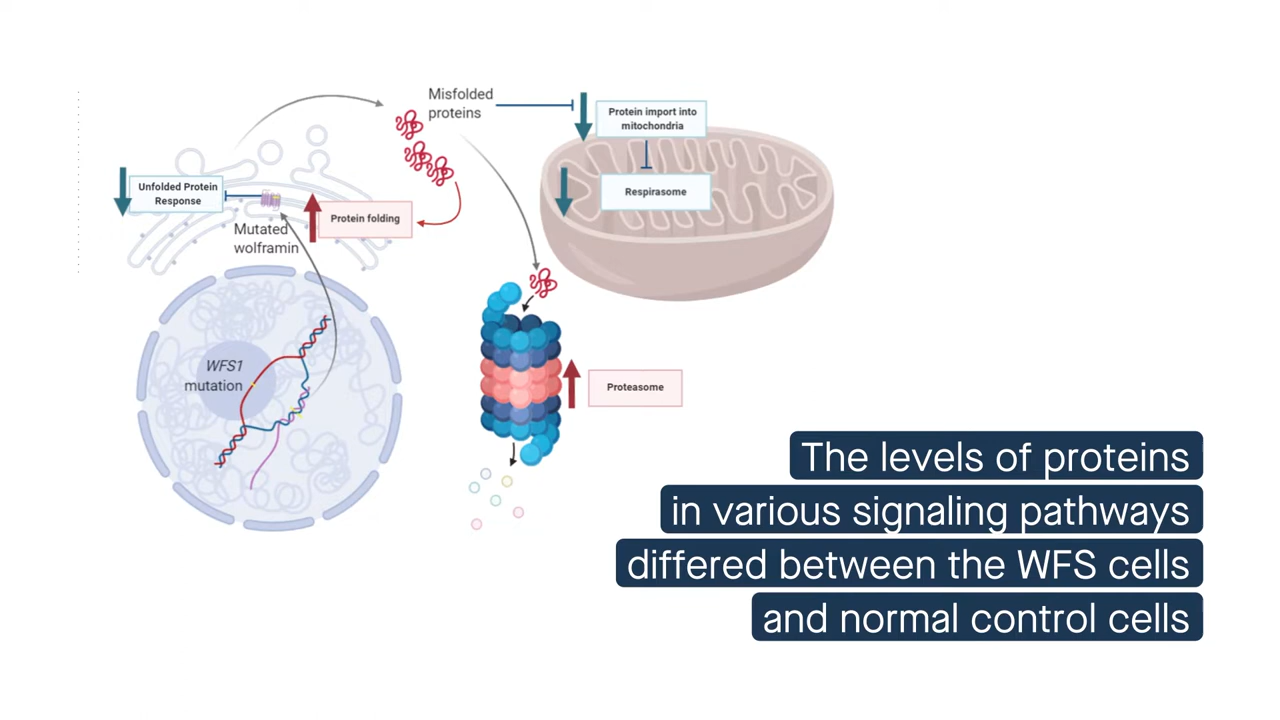 Misfolded
proteins
Protein import into
mitochondria
Respirasome
Unfolded Protein
Response
Protein folding
Mutated
wolframin
WFS1
mutation
Proteasome
The levels of proteins
in various signaling pathways
differed between the WFS cells
and normal control cells